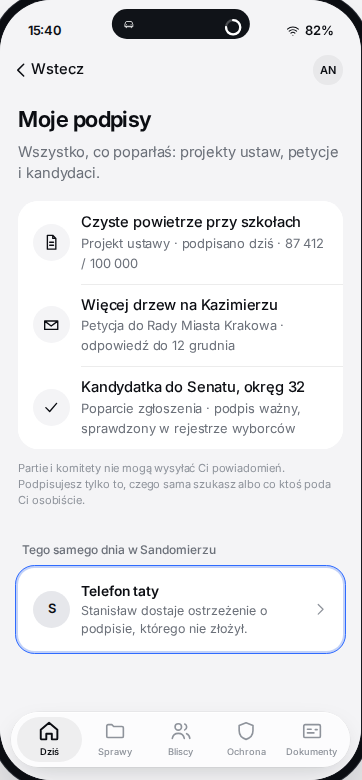 15:40
82%
Wstecz
AN
Moje podpisy
Wszystko, co poparłaś: projekty ustaw, petycje
i kandydaci.
Czyste powietrze przy szkołach
Projekt ustawy · podpisano dziś · 87 412
/ 100 000
Więcej drzew na Kazimierzu
Petycja do Rady Miasta Krakowa ·
odpowiedź do 12 grudnia
Kandydatka do Senatu, okręg 32
Poparcie zgłoszenia · podpis ważny,
sprawdzony w rejestrze wyborców
Partie i komitety nie mogą wysyłać Ci powiadomień.
Podpisujesz tylko to, czego sama szukasz albo co ktoś poda
Ci osobiście.
Tego samego dnia w Sandomierzu
S
Telefon taty
Stanisław dostaje ostrzeżenie o
podpisie, którego nie złożył.
Dziś
Sprawy
Bliscy
Ochrona
Dokumenty